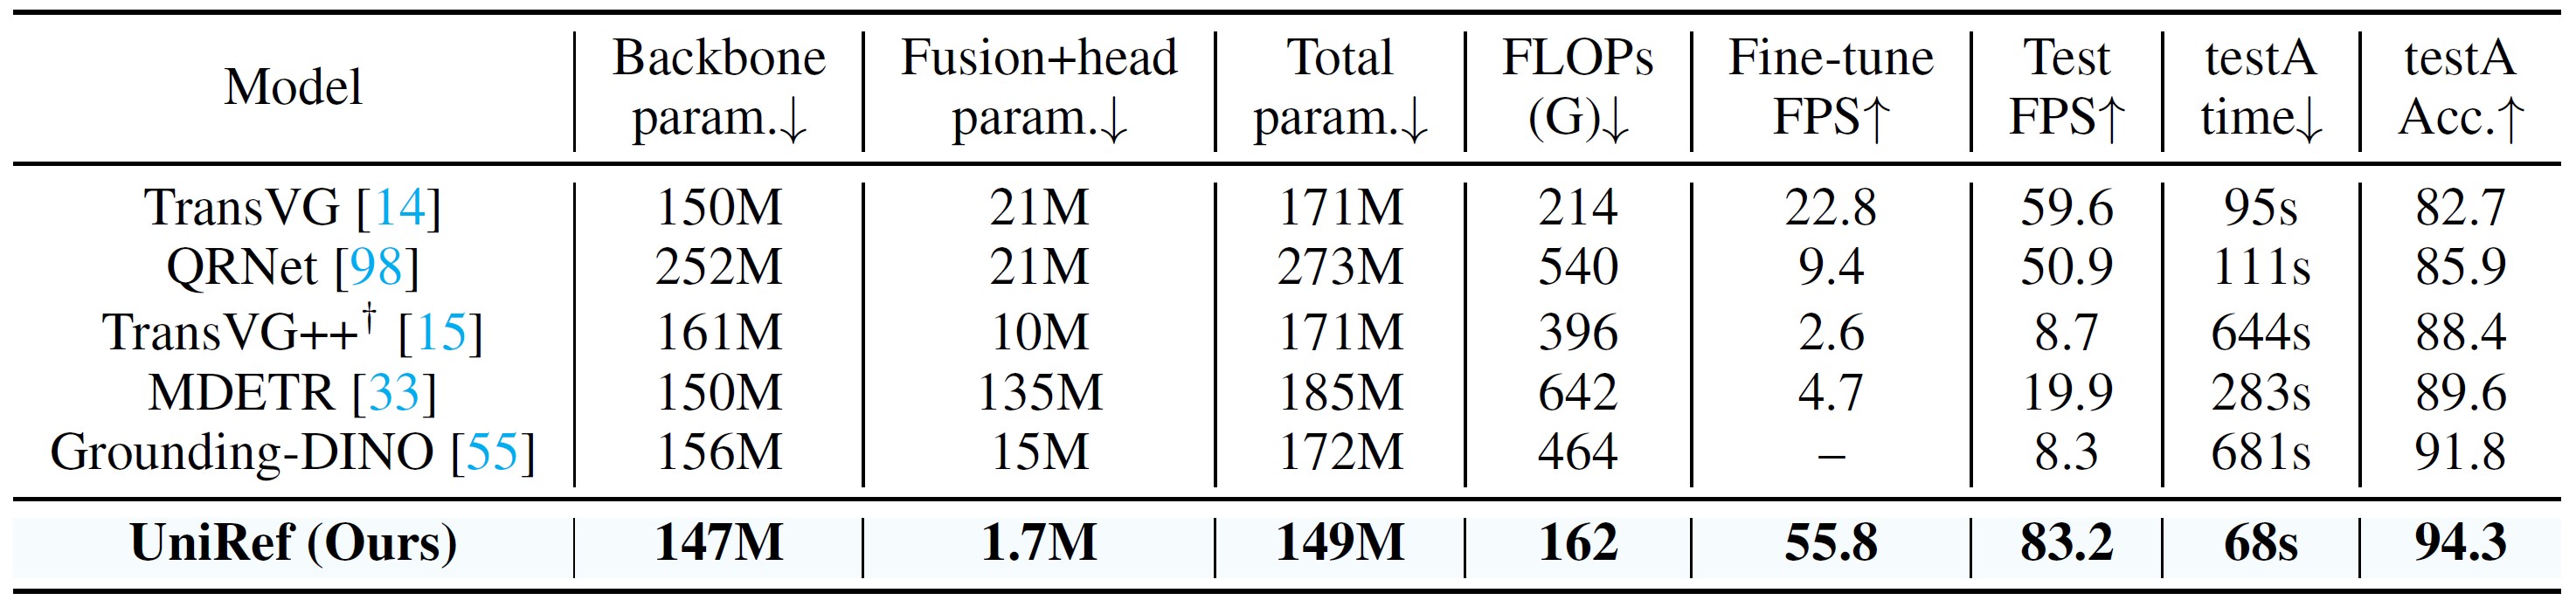 Model | Backbone param.↓ | Fusion+head param.↓ | Total param.↓ | FLOPs (G)↓ | Fine-tune FPS↑ | Test FPS↑ | testA time↓ | testA Acc.↑
TransVG [14] | 150M | 21M | 171M | 214 | 22.8 | 59.6 | 95s | 82.7
QRNet [98] | 252M | 21M | 273M | 540 | 9.4 | 50.9 | 111s | 85.9
TransVG++† [15] | 161M | 10M | 171M | 396 | 2.6 | 8.7 | 644s | 88.4
MDETR [33] | 150M | 135M | 185M | 642 | 4.7 | 19.9 | 283s | 89.6
Grounding-DINO [55] | 156M | 15M | 172M | 464 | – | 8.3 | 681s | 91.8
UniRef (Ours) | 147M | 1.7M | 149M | 162 | 55.8 | 83.2 | 68s | 94.3